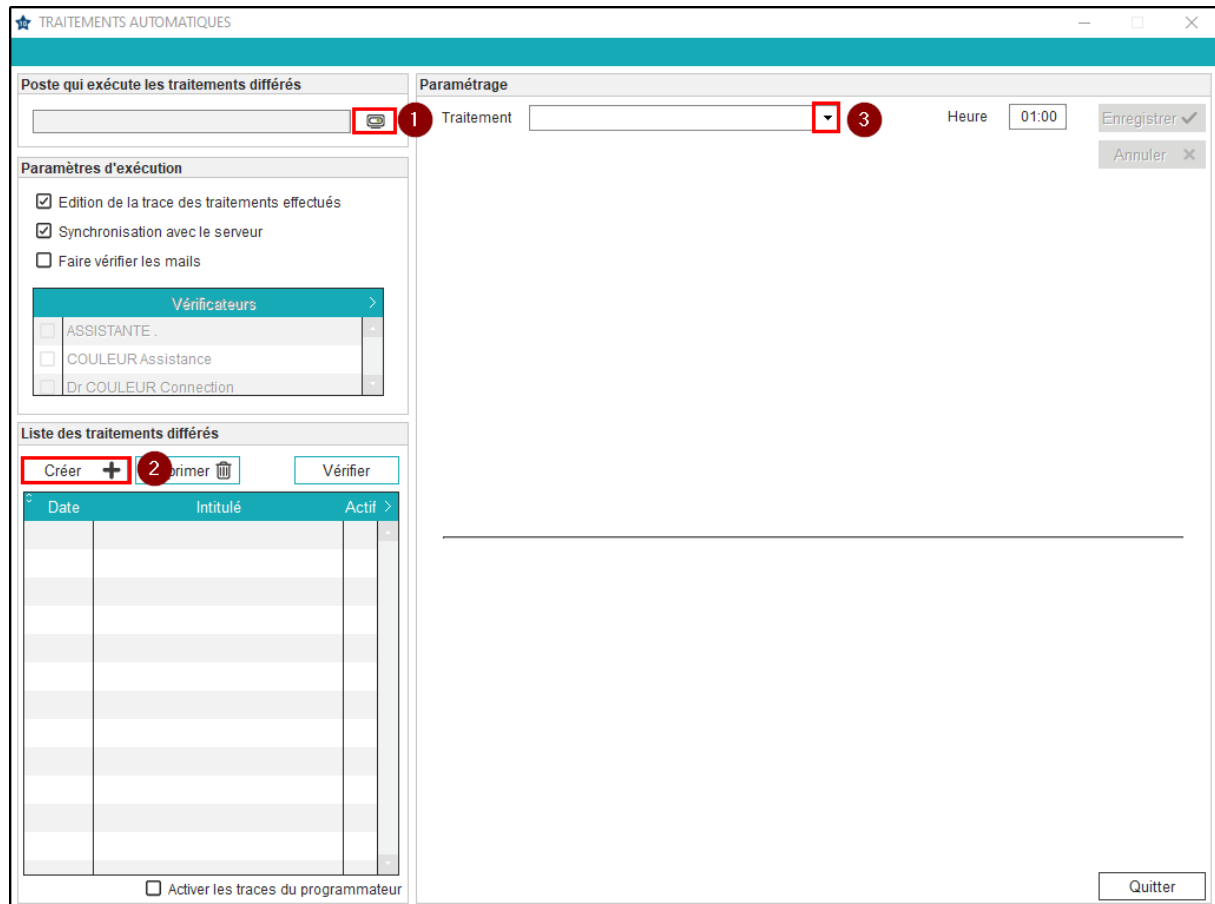 TRAITEMENTS AUTOMATIQUES
Poste qui exécute les traitements différés
1
Paramètres d'exécution
Edition de la trace des traitements effectués
Synchronisation avec le serveur
Faire vérifier les mails
Vérificateurs
ASSISTANTE .
COULEUR Assistance
Dr COULEUR Connection
Liste des traitements différés
Créer 2 primer Vérifier
Date Intitulé Actif
Activer les traces du programmateur
Paramétrage
Traitement 3 Heure 01:00 Enregistrer
Annuler
Quitter